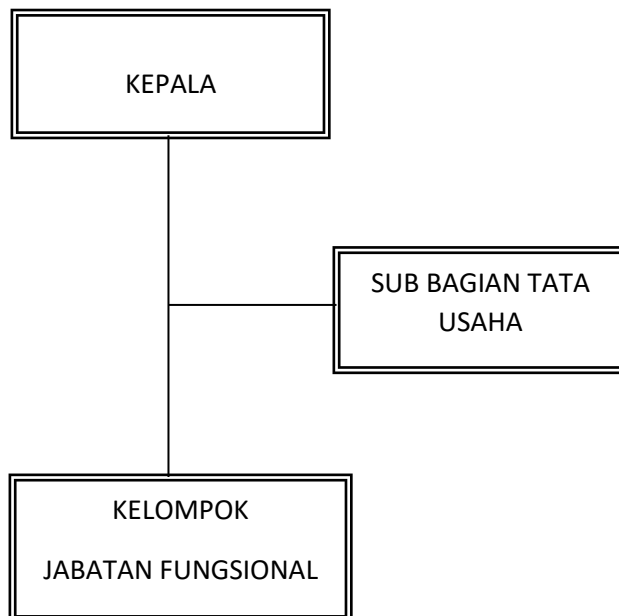 KEPALA
SUB BAGIAN TATA
USAHA
KELOMPOK
JABATAN FUNGSIONAL